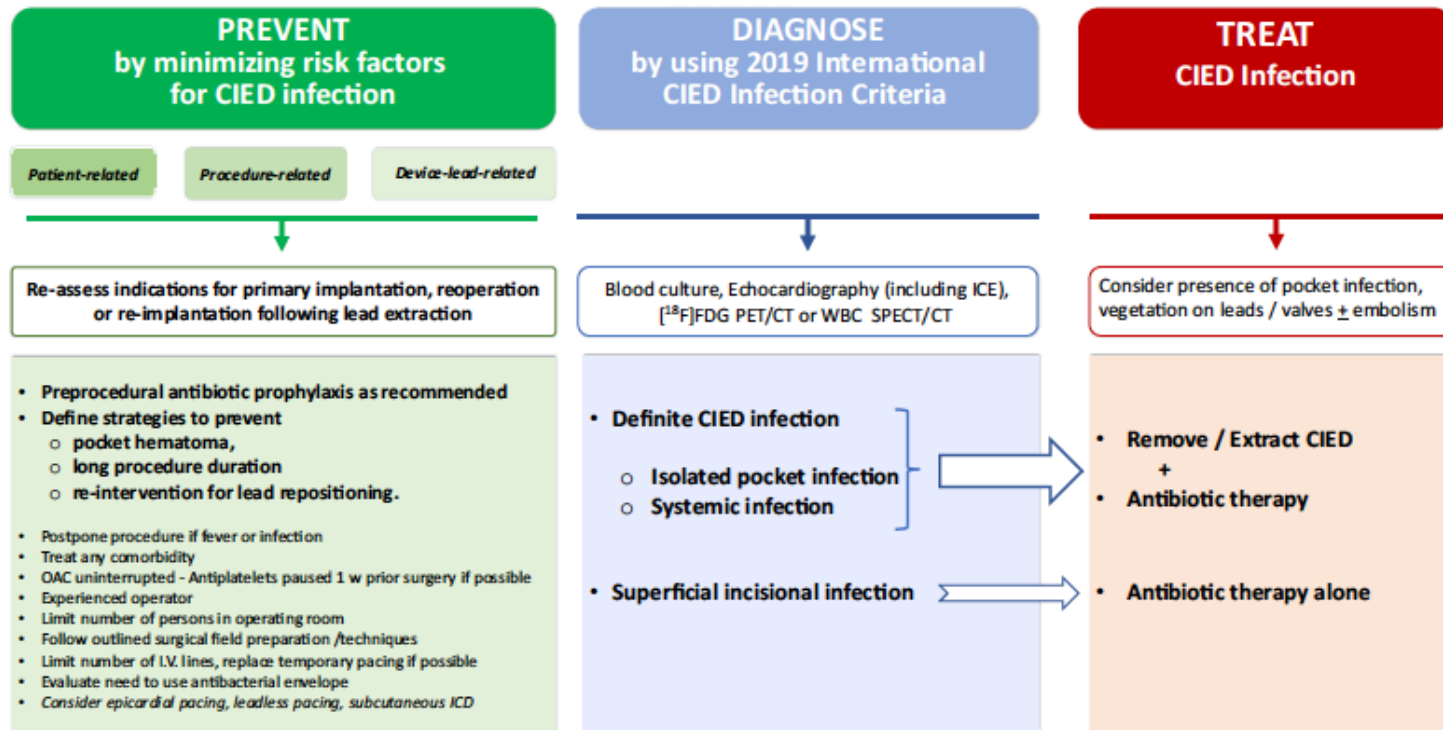 PREVENT
by minimizing risk factors
for CIED infection
Patient-related
Procedure-related
Device-lead-related
Re-assess indications for primary implantation, reoperation
or re-implantation following lead extraction
• Preprocedural antibiotic prophylaxis as recommended
• Define strategies to prevent
o pocket hematoma,
o long procedure duration
o re-intervention for lead repositioning.
• Postpone procedure if fever or infection
• Treat any comorbidity
• OAC uninterrupted - Antiplatelets paused 1 w prior surgery if possible
• Experienced operator
• Limit number of persons in operating room
• Follow outlined surgical field preparation /techniques
• Limit number of I.V. lines, replace temporary pacing if possible
• Evaluate need to use antibacterial envelope
• Consider epicardial pacing, leadless pacing, subcutaneous ICD
DIAGNOSE
by using 2019 International
CIED Infection Criteria
Blood culture, Echocardiography (including ICE),
[¹⁸F]FDG PET/CT or WBC SPECT/CT
• Definite CIED infection
o Isolated pocket infection
o Systemic infection
• Superficial incisional infection
TREAT
CIED Infection
Consider presence of pocket infection,
vegetation on leads / valves ± embolism
• Remove / Extract CIED
+
• Antibiotic therapy
• Antibiotic therapy alone